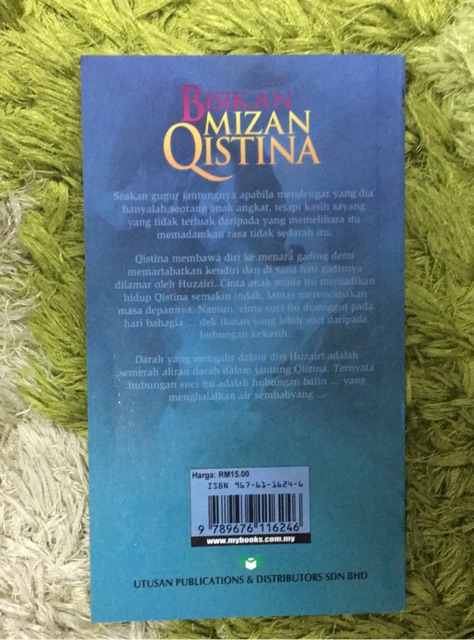 BISIKAN
MIZAN
QISTINA
Seakan gugur jantungnya apabila mendengar yang dia
hanyalah seorang anak angkat, tetapi kasih sayang
yang tidak terluak daripada yang memelihara itu
memadamkan rasa tidak sedarah itu.
Qistina membawa diri ke menara gading demi
memartabatkan kendiri dan di sana hati gadisnya
dilamar oleh Huzairi. Cinta anak muda itu menjadikan
hidup Qistina semakin indah, lantas merencanakan
masa depannya. Namun, cinta suci itu direnggut pada
hari bahagia ... dek ikatan yang lebih suci daripada
hubungan kekasih.
Darah yang mengalir dalam diri Huzairi adalah
semerah aliran darah dalam jantung Qistina. Ternyata
hubungan suci itu adalah hubungan batin ... yang
menghalalkan air sembahyang ...
Harga: RM15.00
ISBN 967-61-1624-6
9 789676 116246
www.mybooks.com.my
UTUSAN PUBLICATIONS & DISTRIBUTORS SDN BHD